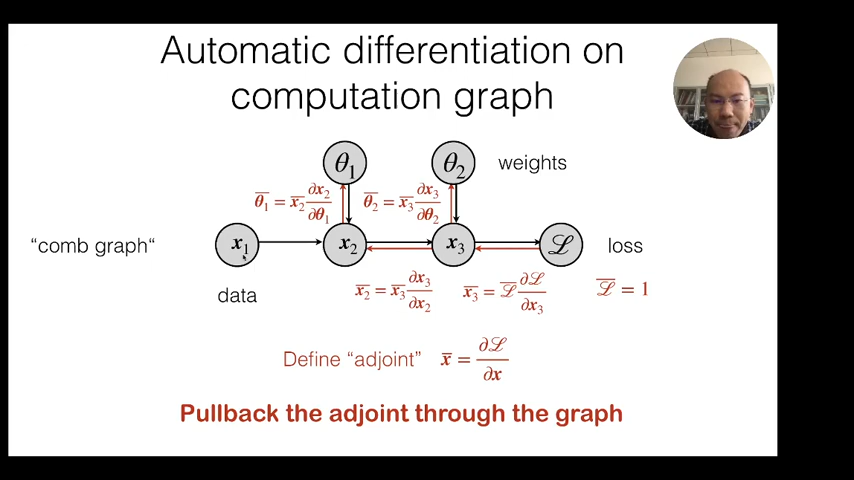 Automatic differentiation on
computation graph
θ₁ θ₂ weights
θ̅₁ = x̅₂ ∂x₂/∂θ₁ θ̅₂ = x̅₃ ∂x₃/∂θ₂
“comb graph“ x₁ x₂ x₃ ℒ loss
data x̅₂ = x̅₃ ∂x₃/∂x₂ x̅₃ = ℒ̅ ∂ℒ/∂x₃ ℒ̅ = 1
Define “adjoint” x̅ = ∂ℒ/∂x
Pullback the adjoint through the graph